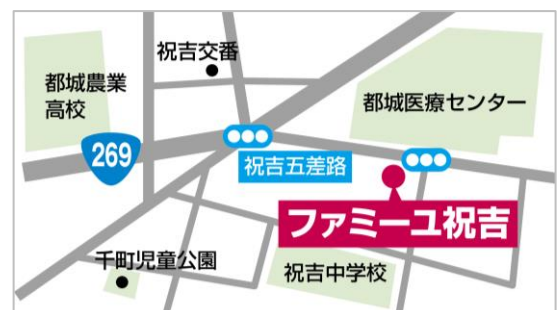 祝吉交番
都城農業
高校
都城医療センター
269
祝吉五差路
ファミーユ祝吉
千町児童公園
祝吉中学校